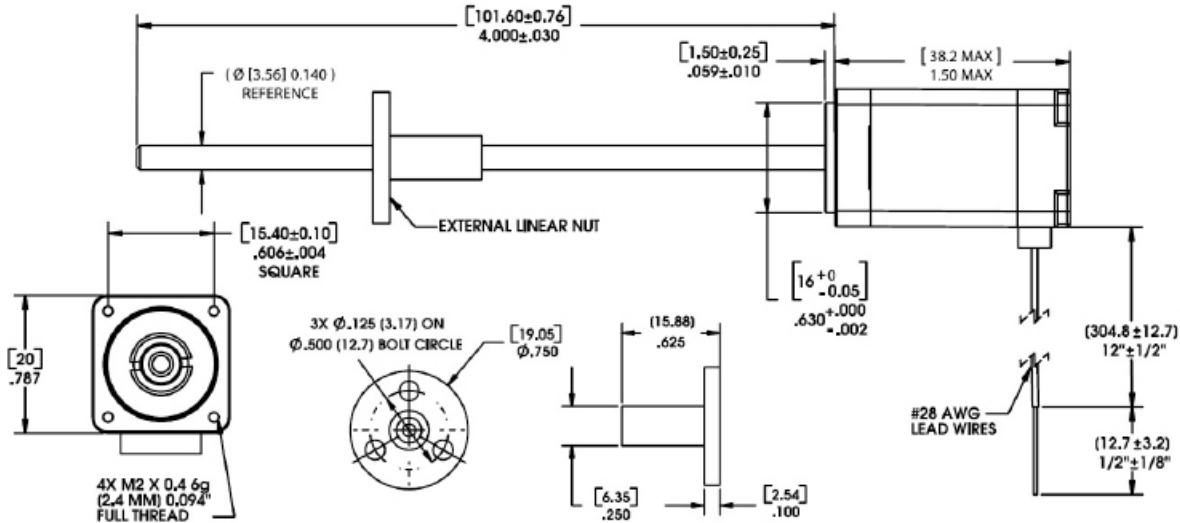 [101.60±0.76]
4.000±.030
[1.50±0.25]
.059±.010
[ 38.2 MAX ]
1.50 MAX
( Ø [3.56] 0.140 )
REFERENCE
EXTERNAL LINEAR NUT
[15.40±0.10]
.606±.004
SQUARE
[16 +0 -0.05]
.630 +.000 -.002
[20]
.787
3X Ø.125 (3.17) ON
Ø.500 (12.7) BOLT CIRCLE
[19.05]
Ø.750
(15.88)
.625
(304.8±12.7)
12"±1/2"
#28 AWG
LEAD WIRES
(12.7±3.2)
1/2"±1/8"
4X M2 X 0.4 6g
(2.4 MM) 0.094"
FULL THREAD
[6.35]
.250
[2.54]
.100